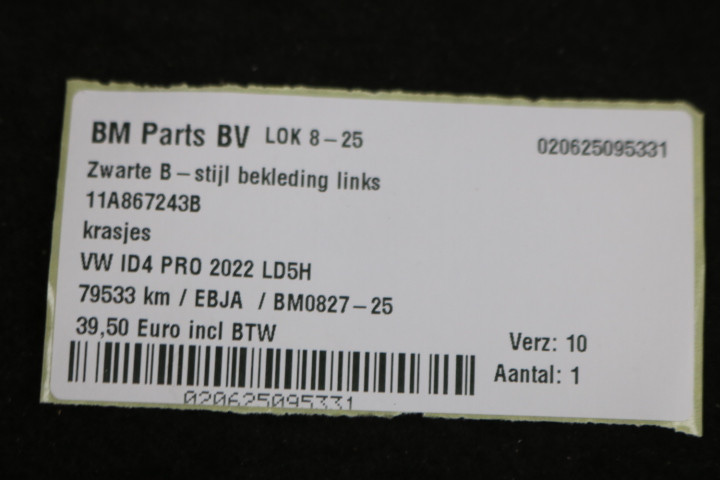 BM Parts BV LOK 8-25 020625095331
Zwarte B-stijl bekleding links
11A867243B
krasjes
VW ID4 PRO 2022 LD5H
79533 km / EBJA / BM0827-25
39,50 Euro incl BTW
Verz: 10
Aantal: 1
020625095331